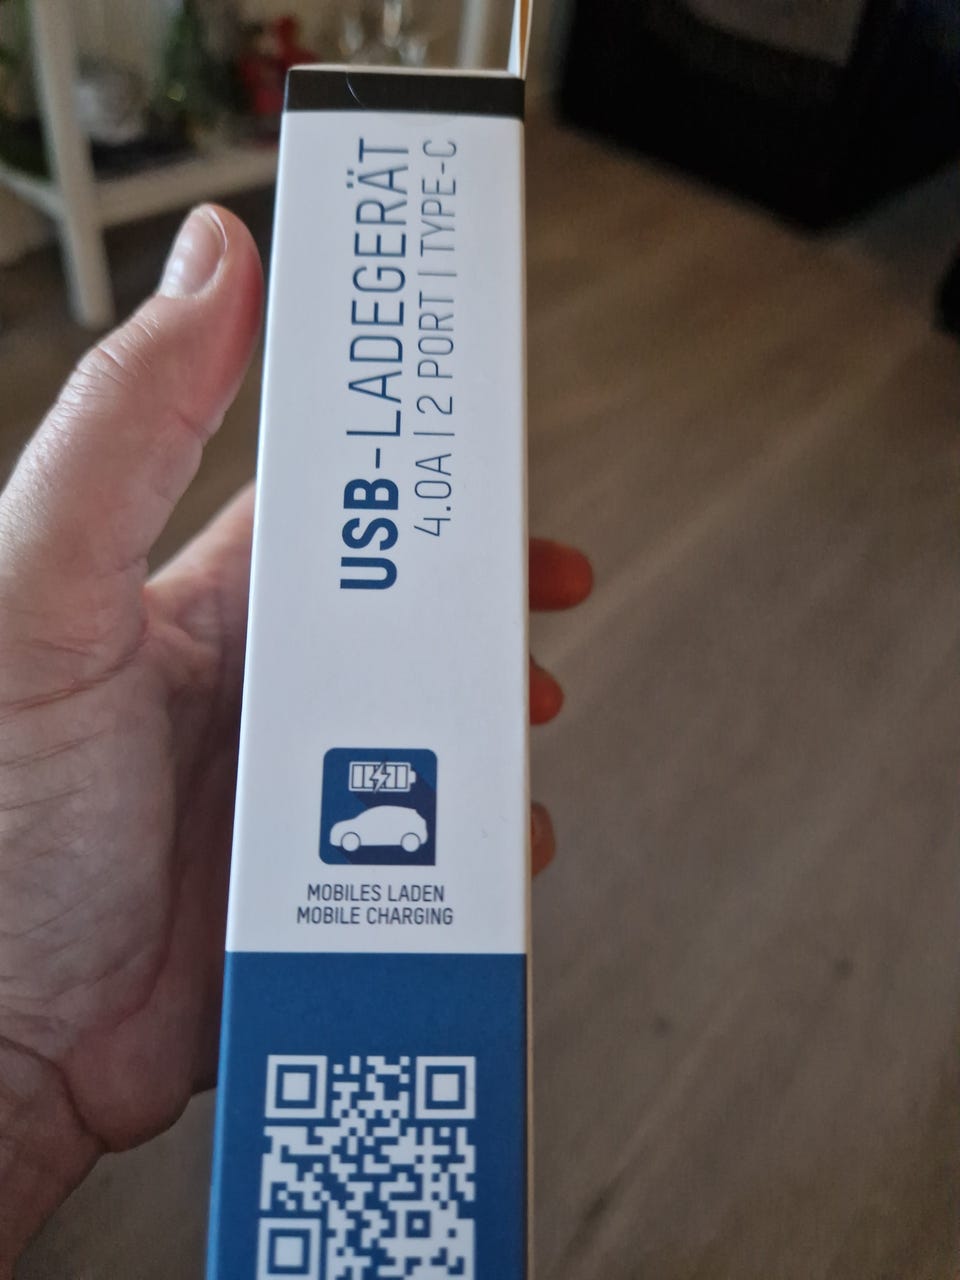 USB-LADEGERÄT
4.0A | 2 PORT | TYPE-C
MOBILES LADEN
MOBILE CHARGING